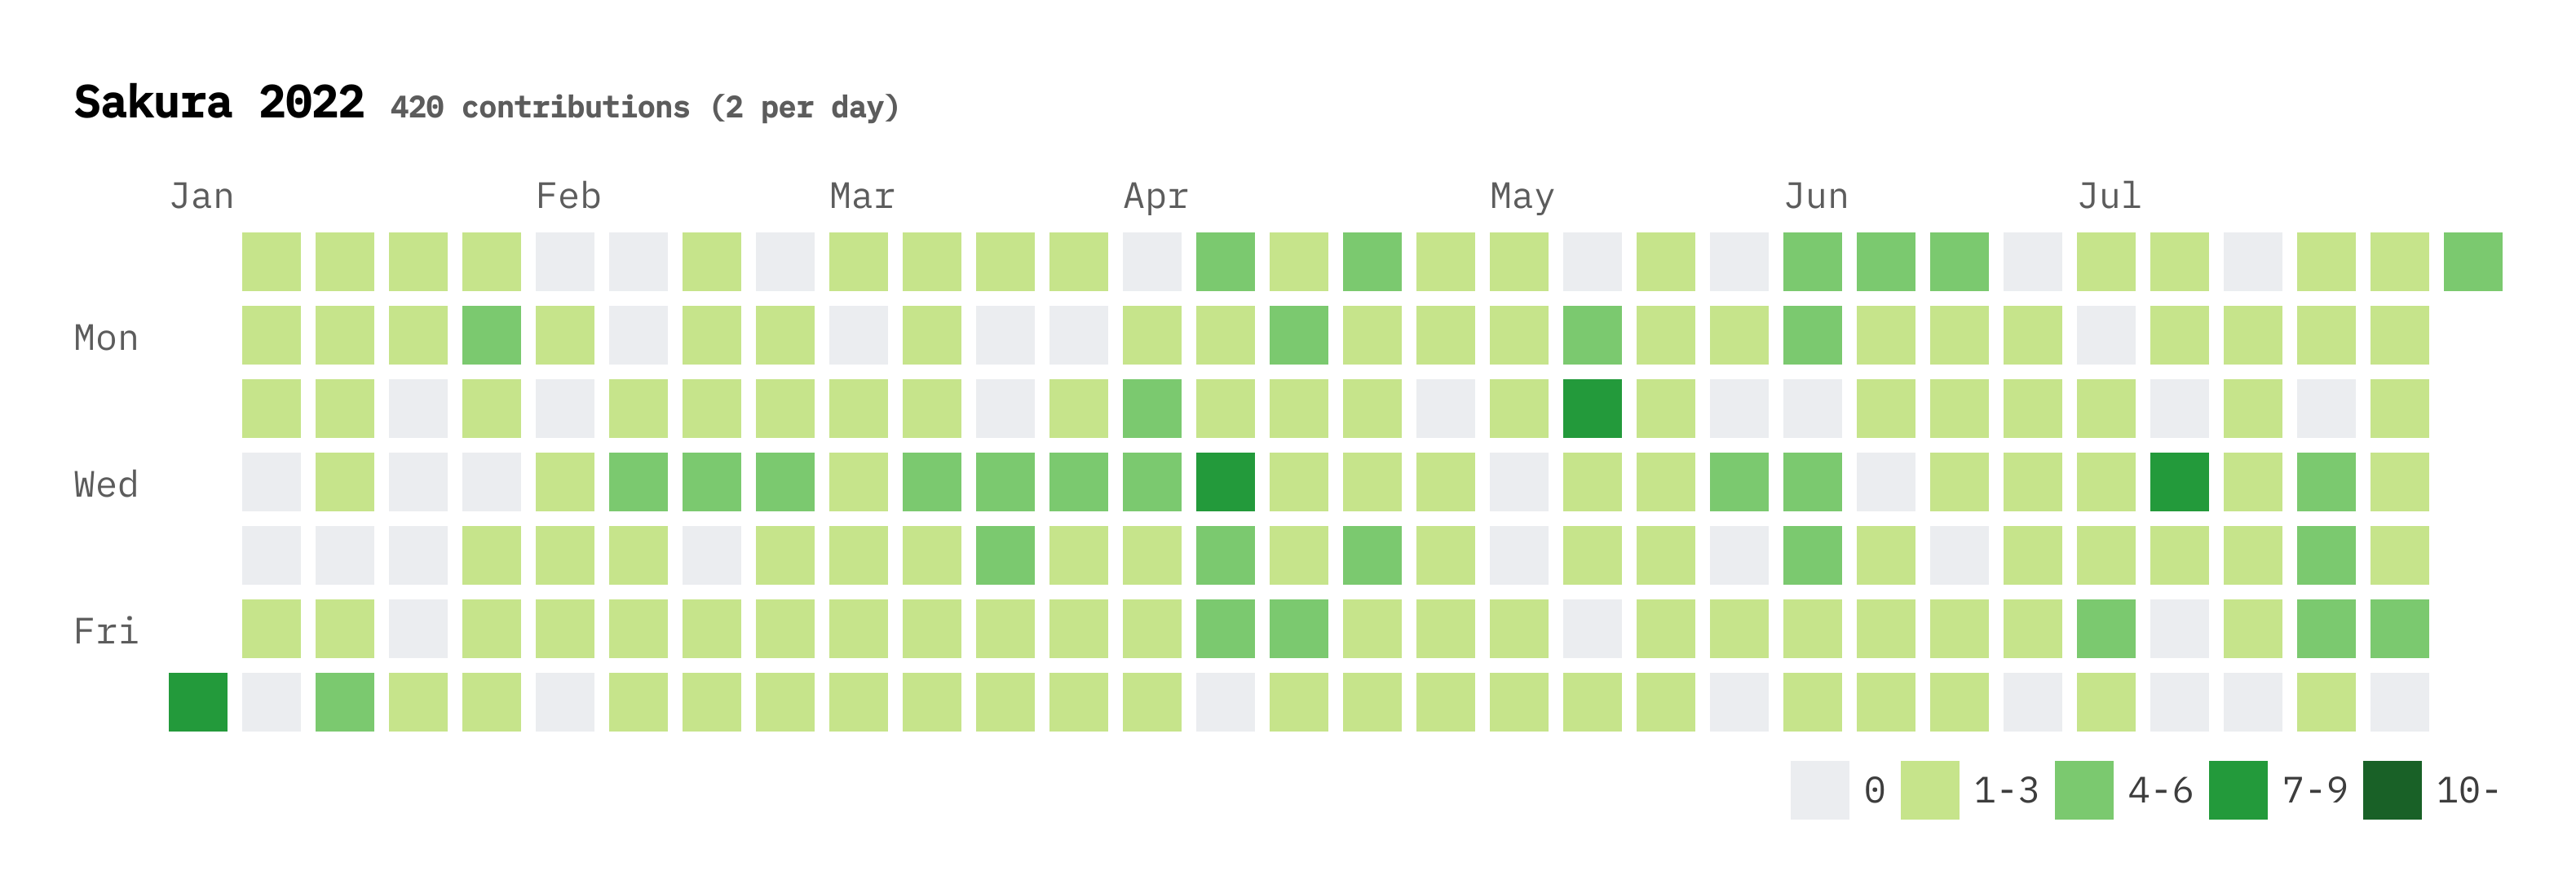 Sakura 2022 420 contributions (2 per day)
Jan Feb Mar Apr May Jun Jul
Mon
Wed
Fri
0 1-3 4-6 7-9 10-